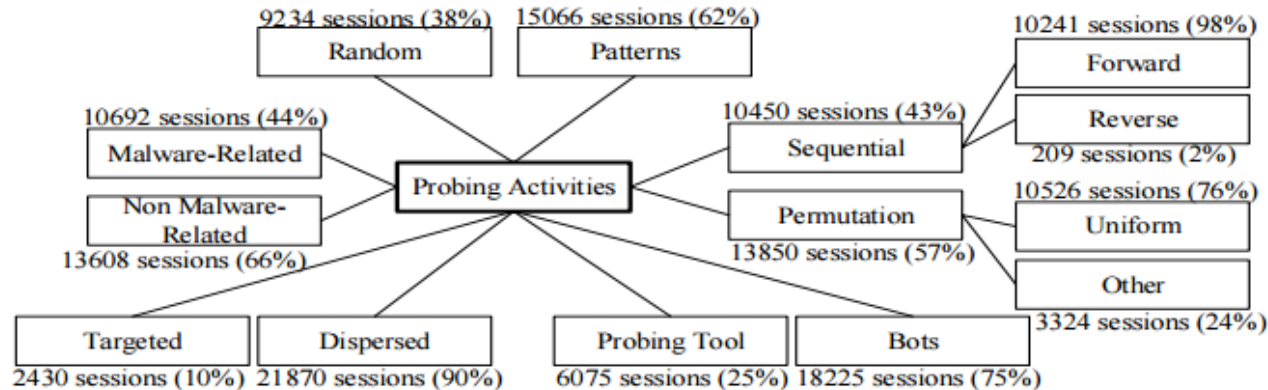 9234 sessions (38%)
Random
15066 sessions (62%)
Patterns
10241 sessions (98%)
Forward
10692 sessions (44%)
Malware-Related
10450 sessions (43%)
Sequential
Reverse
209 sessions (2%)
Probing Activities
Non Malware-
Related
13608 sessions (66%)
Permutation
13850 sessions (57%)
10526 sessions (76%)
Uniform
Other
3324 sessions (24%)
Targeted
2430 sessions (10%)
Dispersed
21870 sessions (90%)
Probing Tool
6075 sessions (25%)
Bots
18225 sessions (75%)